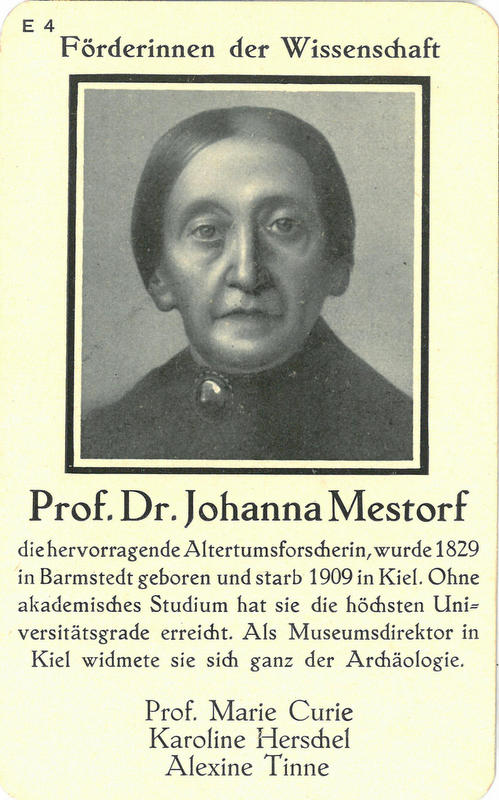 E 4
Förderinnen der Wissenschaft
Prof. Dr. Johanna Mestorf
die hervorragende Altertumsforscherin, wurde 1829
in Barmstedt geboren und starb 1909 in Kiel. Ohne
akademisches Studium hat sie die höchsten Uni-
versitätsgrade erreicht. Als Museumsdirektor in
Kiel widmete sie sich ganz der Archäologie.
Prof. Marie Curie
Karoline Herschel
Alexine Tinne